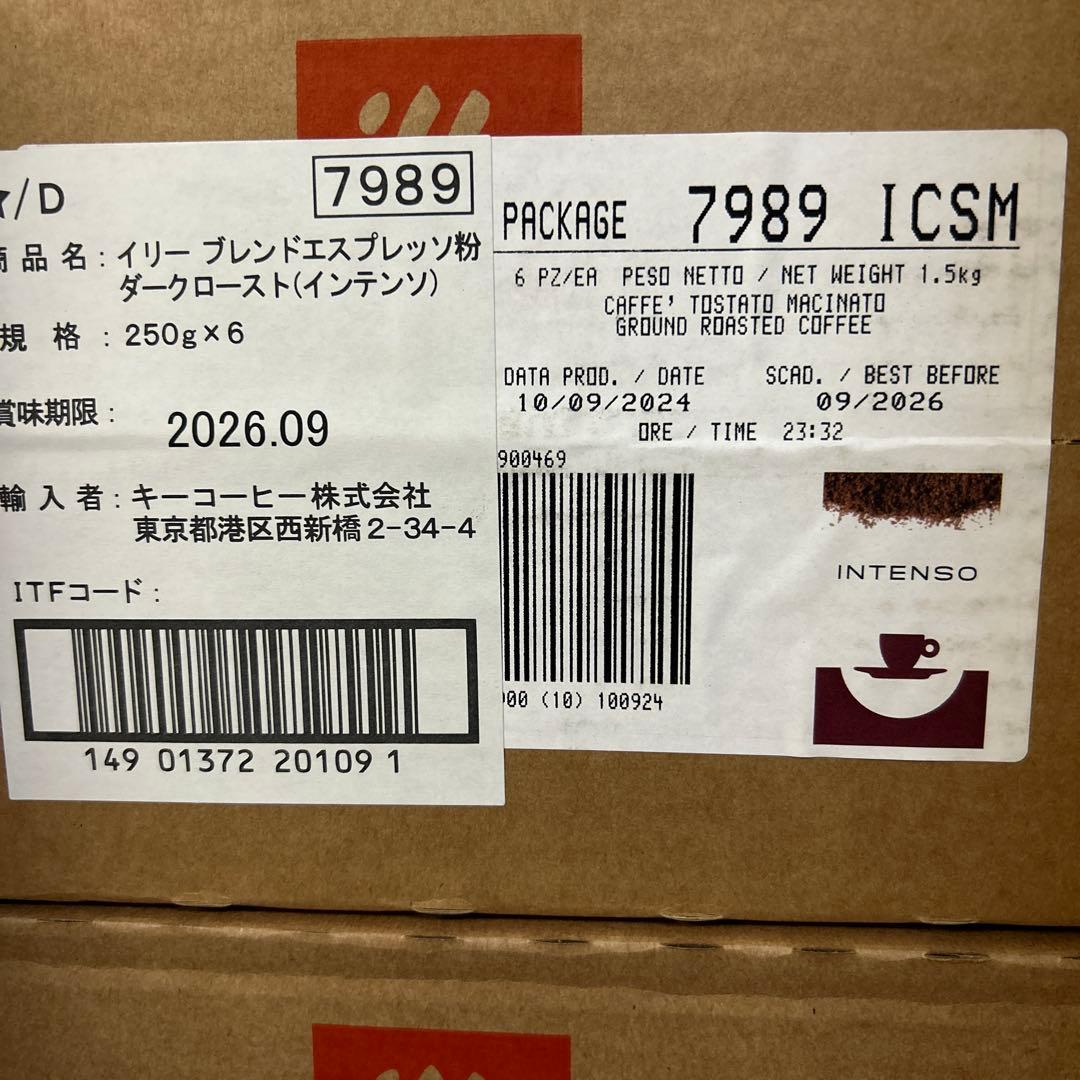 /D
7989
品名:イリー ブレンドエスプレッソ粉
ダークロースト(インテンソ)
規 格 : 250g×6
賞味期限: 2026.09
輸入者:キーコーヒー株式会社
東京都港区西新橋2-34-4
ITFコード:
149 01372 20109 1
PACKAGE 7989 ICSM
6 PZ/EA PESO NETTO / NET WEIGHT 1.5kg
CAFFE' TOSTATO MACINATO
GROUND ROASTED COFFEE
DATA PROD. / DATE SCAD. / BEST BEFORE
10/09/2024 09/2026
ORE / TIME 23:32
900469
00 (10) 100924
INTENSO